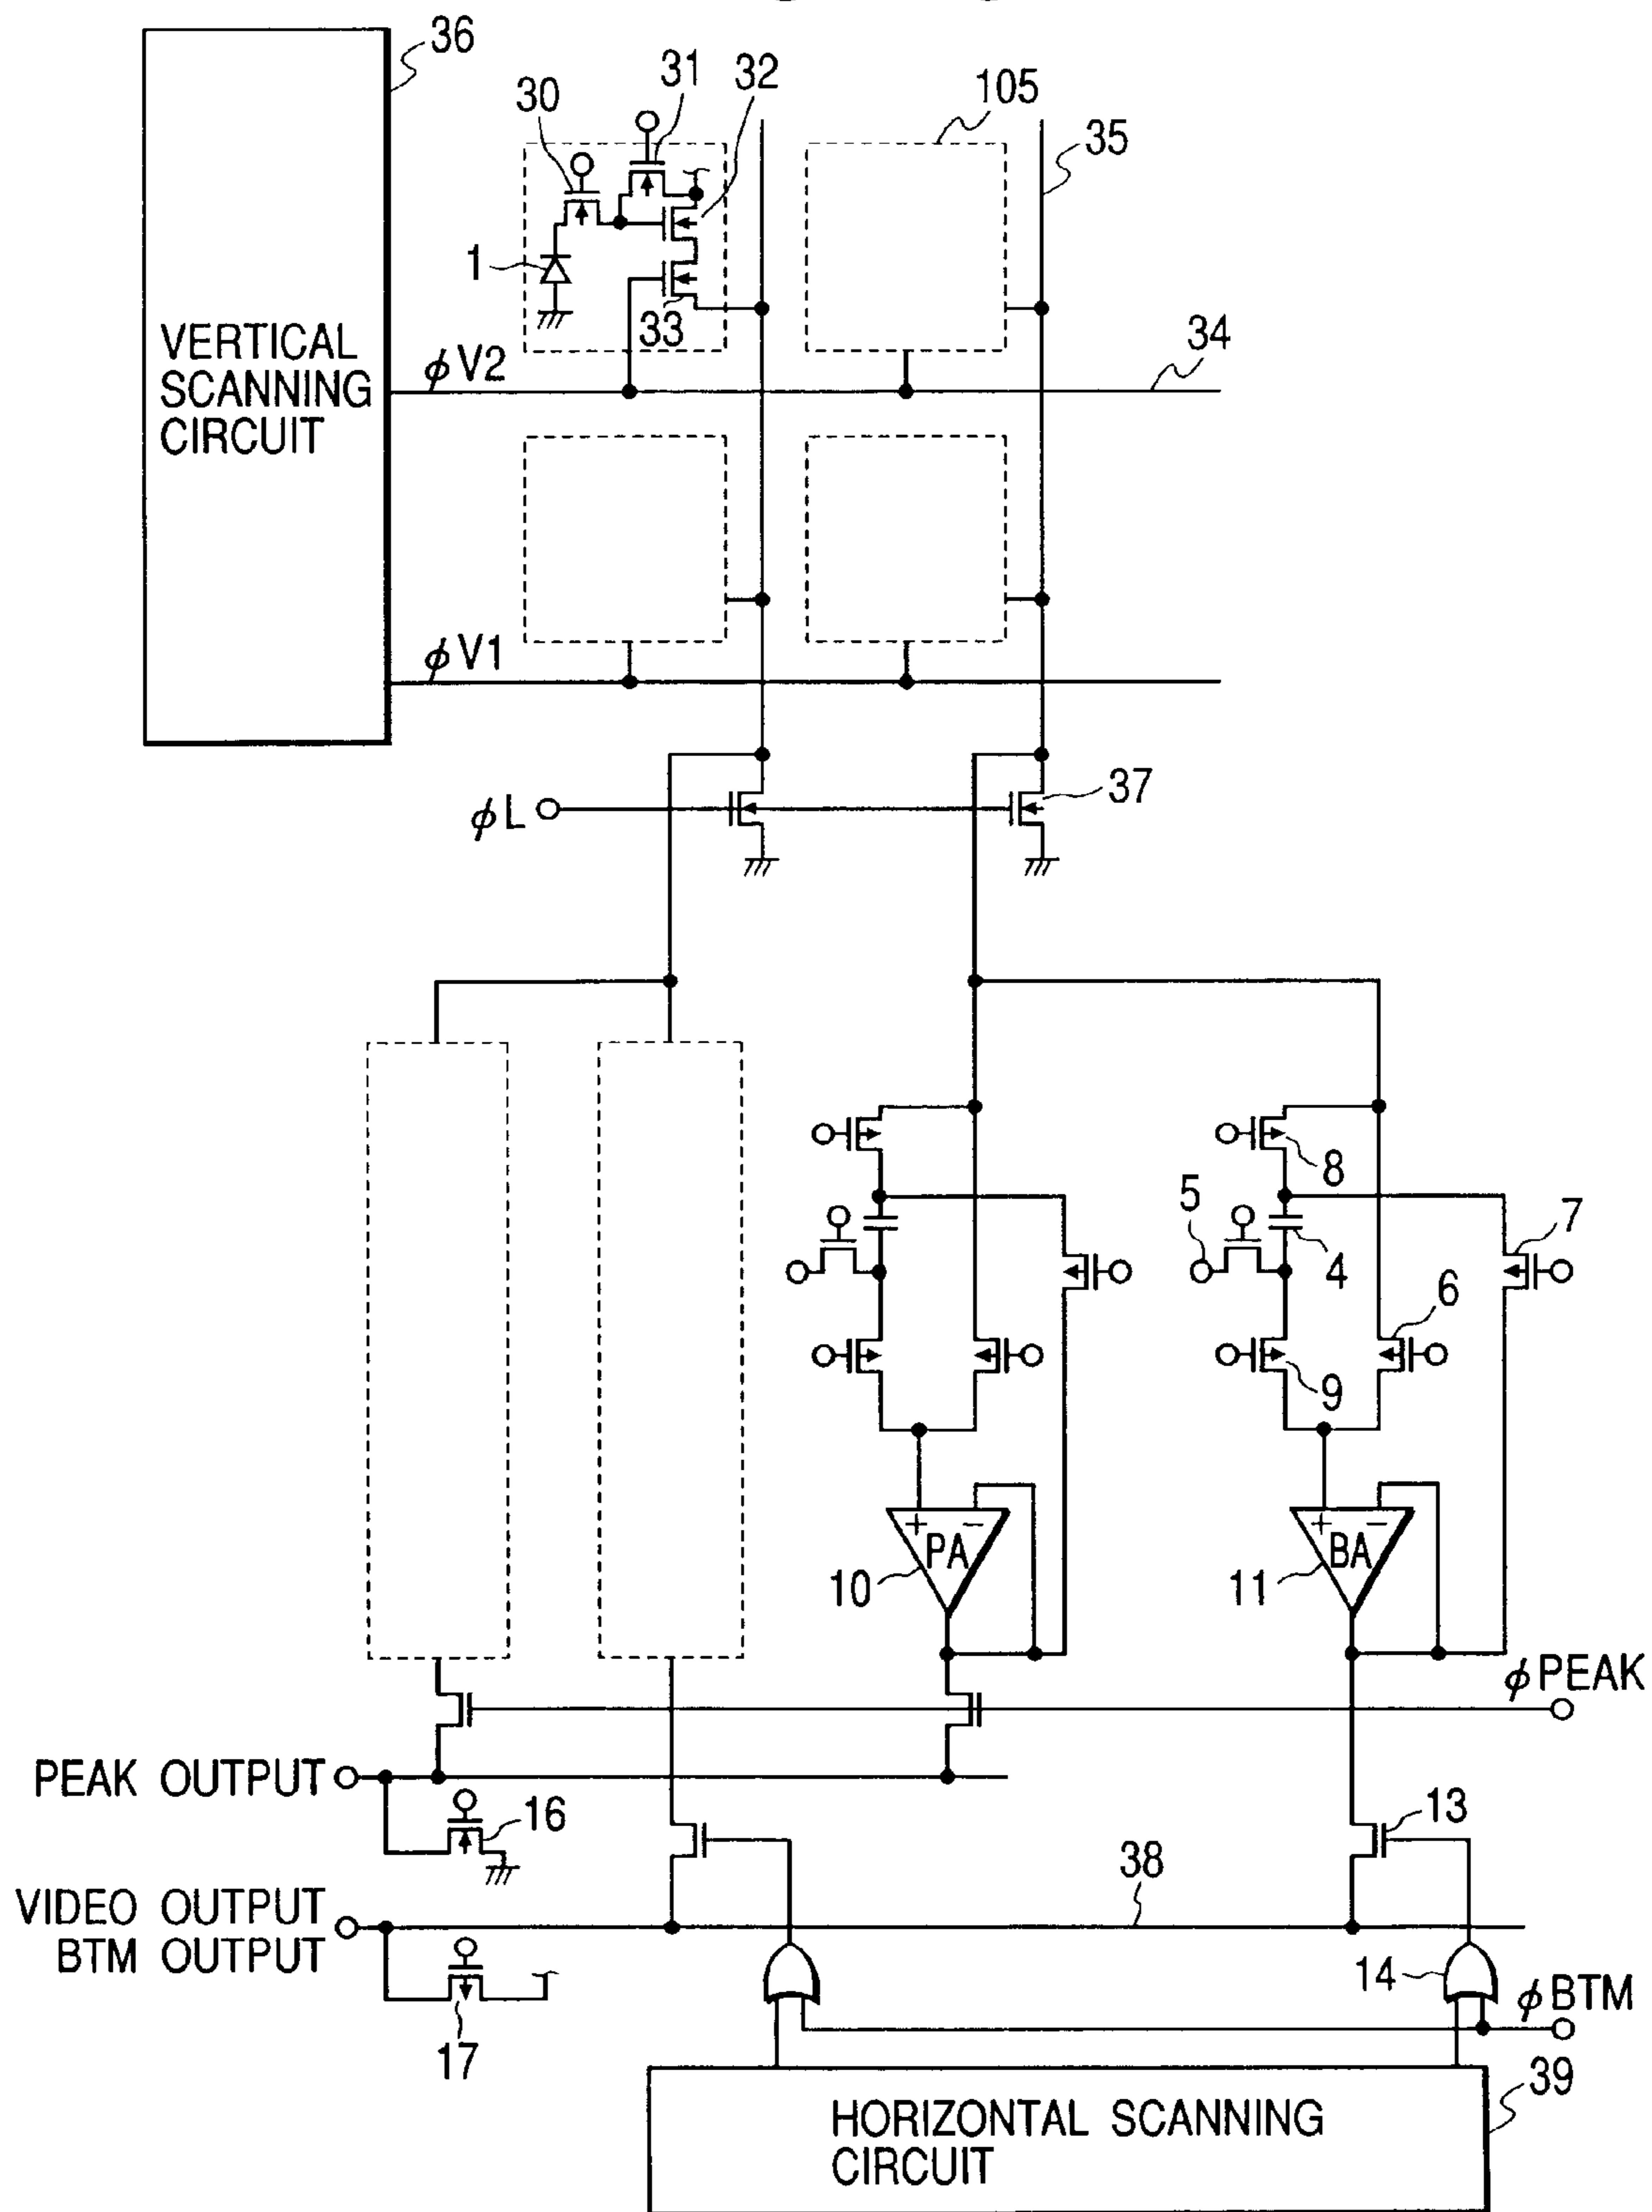 36
31
32
30
105
35
1
33
VERTICAL
SCANNING
CIRCUIT
ϕV2
34
ϕV1
ϕL
37
8
5
7
4
6
9
+
−
PA
10
+
−
BA
11
ϕPEAK
PEAK OUTPUT
16
13
VIDEO OUTPUT
BTM OUTPUT
38
14
ϕBTM
17
39
HORIZONTAL SCANNING
CIRCUIT